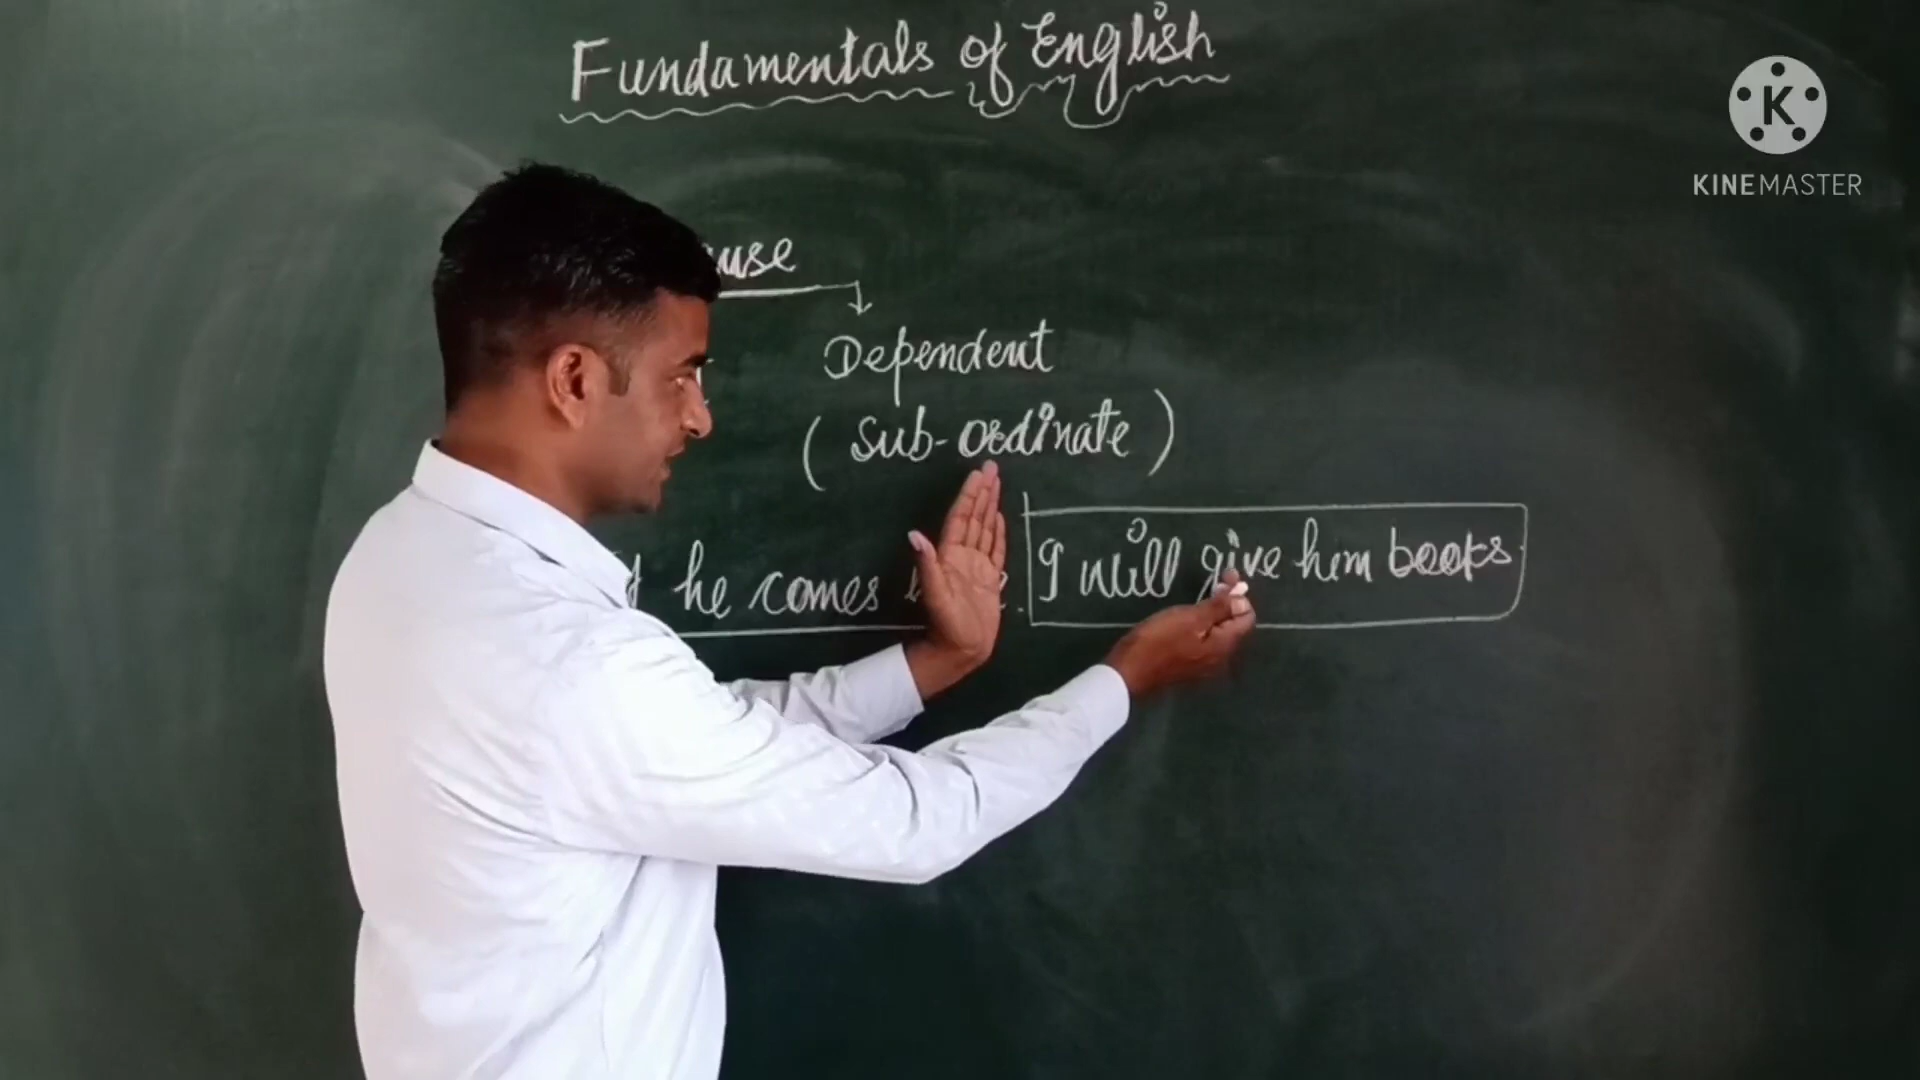 Fundamentals of English
Dependent
(Sub-ordinate)
he comes I will give him books.
K
KINEMASTER